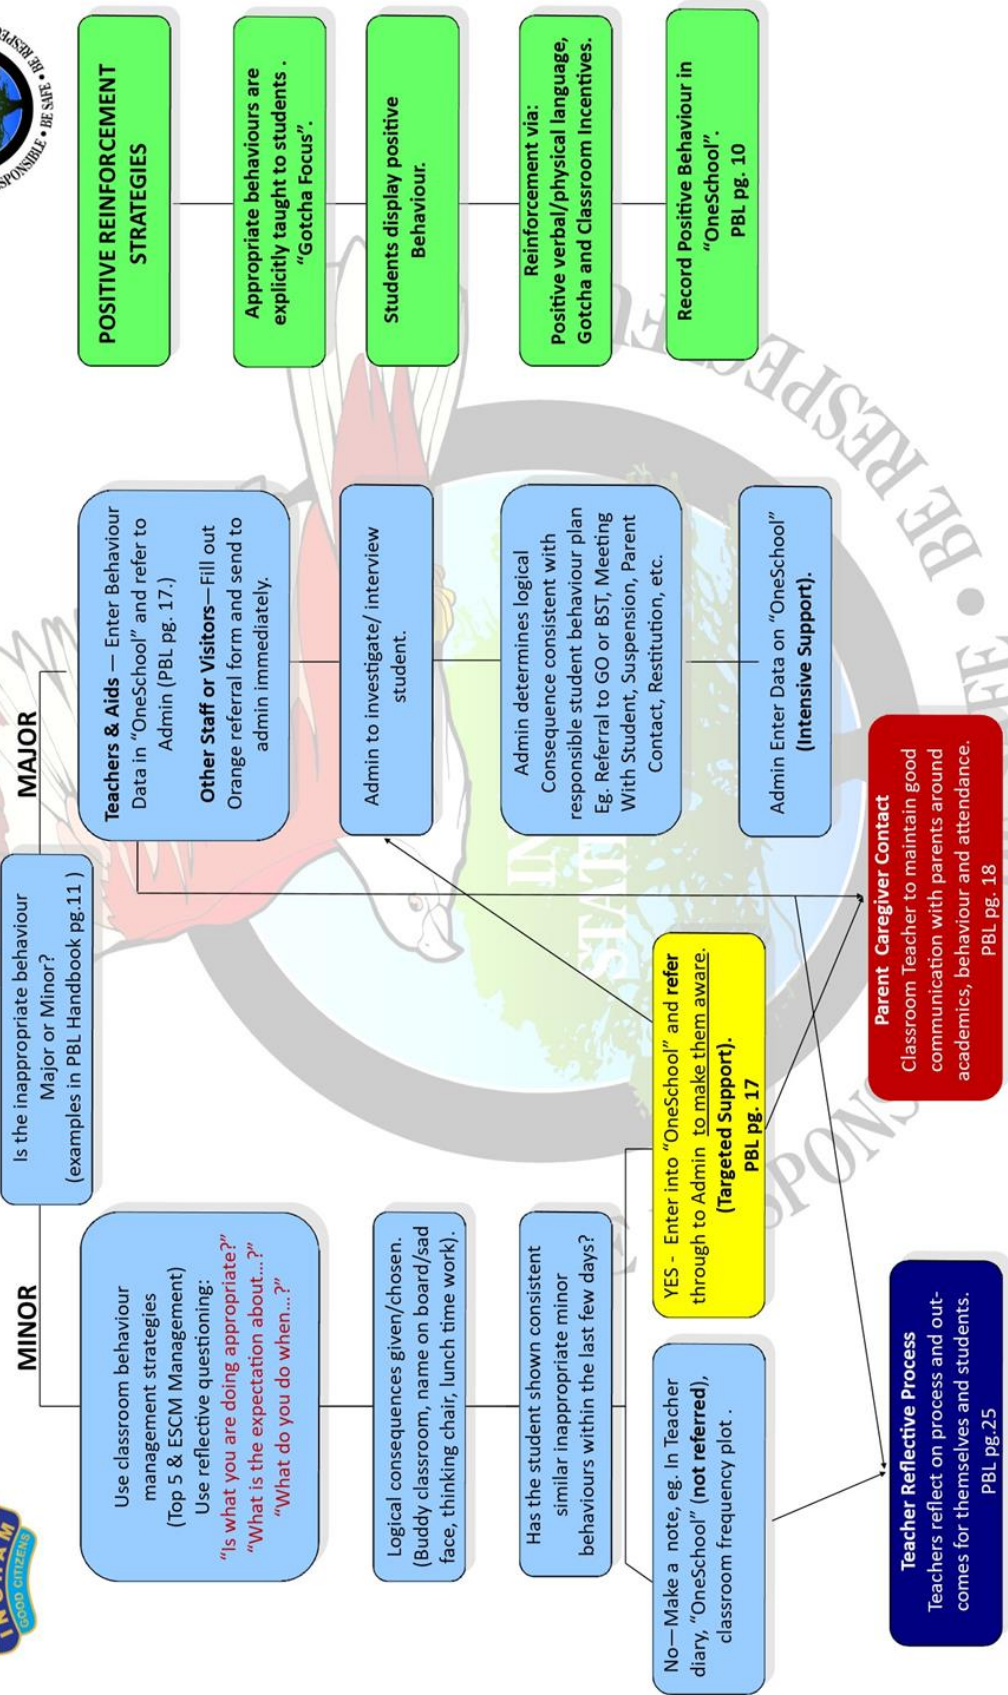 INGHAM
GOOD CITIZENS
MINOR
MAJOR
Is the inappropriate behaviour
Major or Minor?
(examples in PBL Handbook pg.11 )
Use classroom behaviour
management strategies
(Top 5 & ESCM Management)
Use reflective questioning:
“Is what you are doing appropriate?”
“What is the expectation about...?”
“What do you do when...?”
Logical consequences given/chosen.
(Buddy classroom, name on board/sad
face, thinking chair, lunch time work).
Has the student shown consistent
similar inappropriate minor
behaviours within the last few days?
No—Make a note, eg. In Teacher
diary, “OneSchool” (not referred),
classroom frequency plot .
YES - Enter into “OneSchool” and refer
through to Admin to make them aware.
(Targeted Support).
PBL pg. 17
Teachers & Aids — Enter Behaviour
Data in “OneSchool” and refer to
Admin (PBL pg. 17.)
Other Staff or Visitors—Fill out
Orange referral form and send to
admin immediately.
Admin to investigate/ interview
student.
Admin determines logical
Consequence consistent with
responsible student behaviour plan
Eg. Referral to GO or BST, Meeting
With Student, Suspension, Parent
Contact, Restitution, etc.
Admin Enter Data on “OneSchool”
(Intensive Support).
Teacher Reflective Process
Teachers reflect on process and out-
comes for themselves and students.
PBL pg.25
Parent Caregiver Contact
Classroom Teacher to maintain good
communication with parents around
academics, behaviour and attendance.
PBL pg. 18
POSITIVE REINFORCEMENT
STRATEGIES
Appropriate behaviours are
explicitly taught to students .
“Gotcha Focus”.
Students display positive
Behaviour.
Reinforcement via:
Positive verbal/physical language,
Gotcha and Classroom Incentives.
Record Positive Behaviour in
“OneSchool”.
PBL pg. 10
• BE SAFE •
• BE